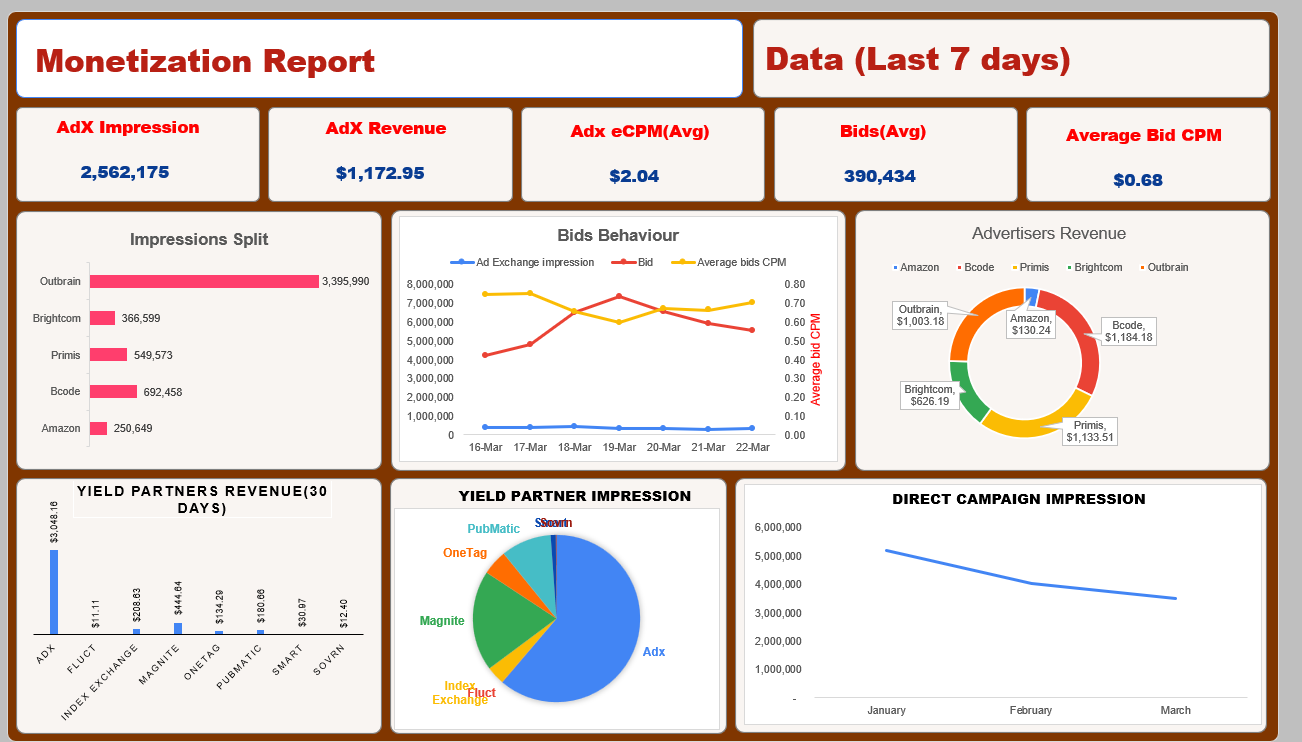 Monetization Report
Data (Last 7 days)
AdX Impression
2,562,175
AdX Revenue
$1,172.95
Adx eCPM(Avg)
$2.04
Bids(Avg)
390,434
Average Bid CPM
$0.68
Impressions Split
Outbrain 3,395,990
Brightcom 366,599
Primis 549,573
Bcode 692,458
Amazon 250,649
Bids Behaviour
Ad Exchange impression Bid Average bids CPM
8,000,000 0.80
7,000,000 0.70
6,000,000 0.60
5,000,000 0.50
4,000,000 0.40
3,000,000 0.30
2,000,000 0.20
1,000,000 0.10
0 0.00
Average bid CPM
16-Mar 17-Mar 18-Mar 19-Mar 20-Mar 21-Mar 22-Mar
Advertisers Revenue
Amazon Bcode Primis Brightcom Outbrain
Outbrain,
$1,003.18
Amazon,
$130.24
Bcode,
$1,184.18
Brightcom,
$626.19
Primis,
$1,133.51
YIELD PARTNERS REVENUE(30
DAYS)
$3,048.16
$11.11
$208.63
$444.64
$134.29
$180.66
$30.97
$12.40
ADX
FLUCT
INDEX EXCHANGE
MAGNITE
ONETAG
PUBMATIC
SMART
SOVRN
YIELD PARTNER IMPRESSION
Smart
Sovrn
PubMatic
OneTag
Magnite
Adx
Index
Exchange
Fluct
DIRECT CAMPAIGN IMPRESSION
6,000,000
5,000,000
4,000,000
3,000,000
2,000,000
1,000,000
-
January February March